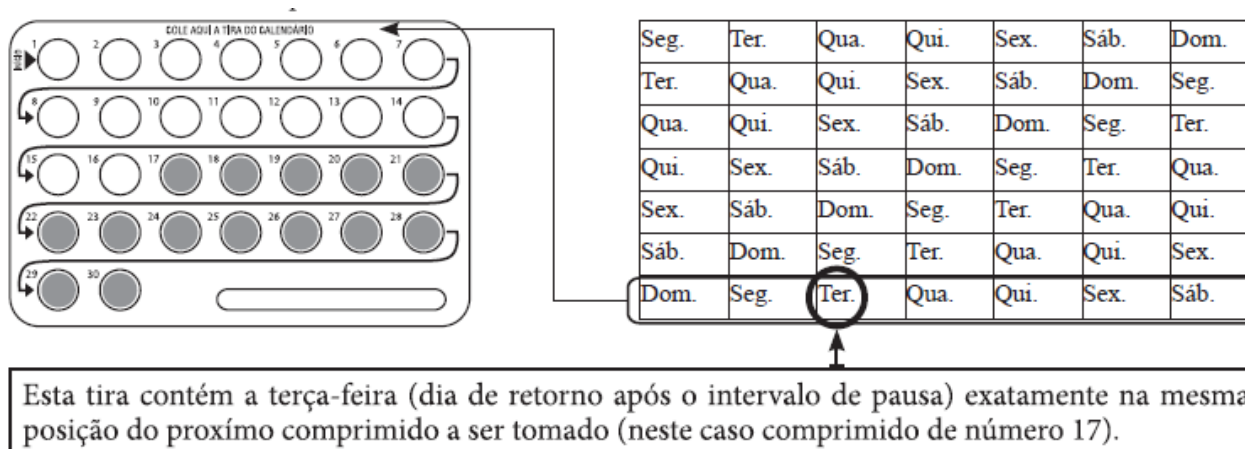 COLE AQUI A TIRA DO CALENDÁRIO
Início
1 2 3 4 5 6 7
8 9 10 11 12 13 14
15 16 17 18 19 20 21
22 23 24 25 26 27 28
29 30
Seg. Ter. Qua. Qui. Sex. Sáb. Dom.
Ter. Qua. Qui. Sex. Sáb. Dom. Seg.
Qua. Qui. Sex. Sáb. Dom. Seg. Ter.
Qui. Sex. Sáb. Dom. Seg. Ter. Qua.
Sex. Sáb. Dom. Seg. Ter. Qua. Qui.
Sáb. Dom. Seg. Ter. Qua. Qui. Sex.
Dom. Seg. Ter. Qua. Qui. Sex. Sáb.
Esta tira contém a terça-feira (dia de retorno após o intervalo de pausa) exatamente na mesma
posição do proxímo comprimido a ser tomado (neste caso comprimido de número 17).